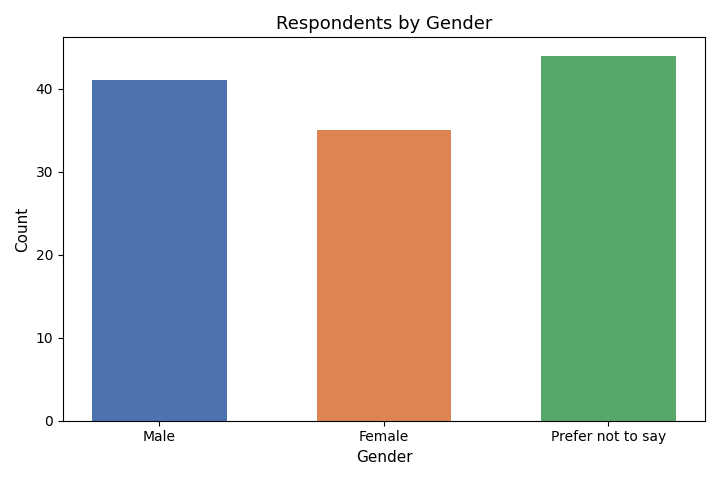 Respondents by Gender
Count
40
30
20
10
0
Male
Female
Prefer not to say
Gender